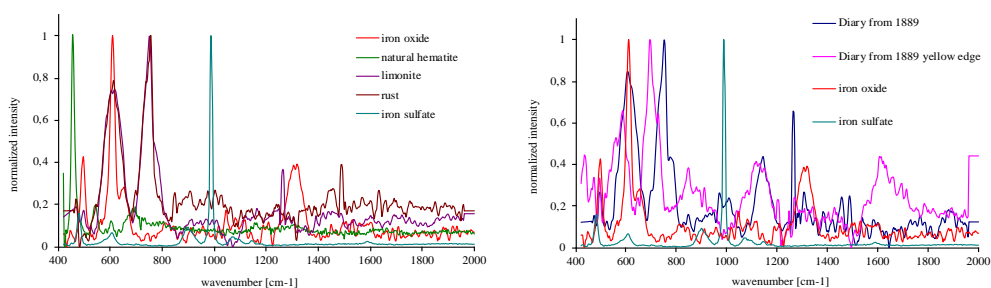 normalized intensity
1
0,8
0,6
0,4
0,2
0
400 600 800 1000 1200 1400 1600 1800 2000
wavenumber [cm-1]
iron oxide
natural hematite
limonite
rust
iron sulfate
normalized intensity
1
0,8
0,6
0,4
0,2
0
400 600 800 1000 1200 1400 1600 1800 2000
wavenumber [cm-1]
Diary from 1889
Diary from 1889 yellow edge
iron oxide
iron sulfate